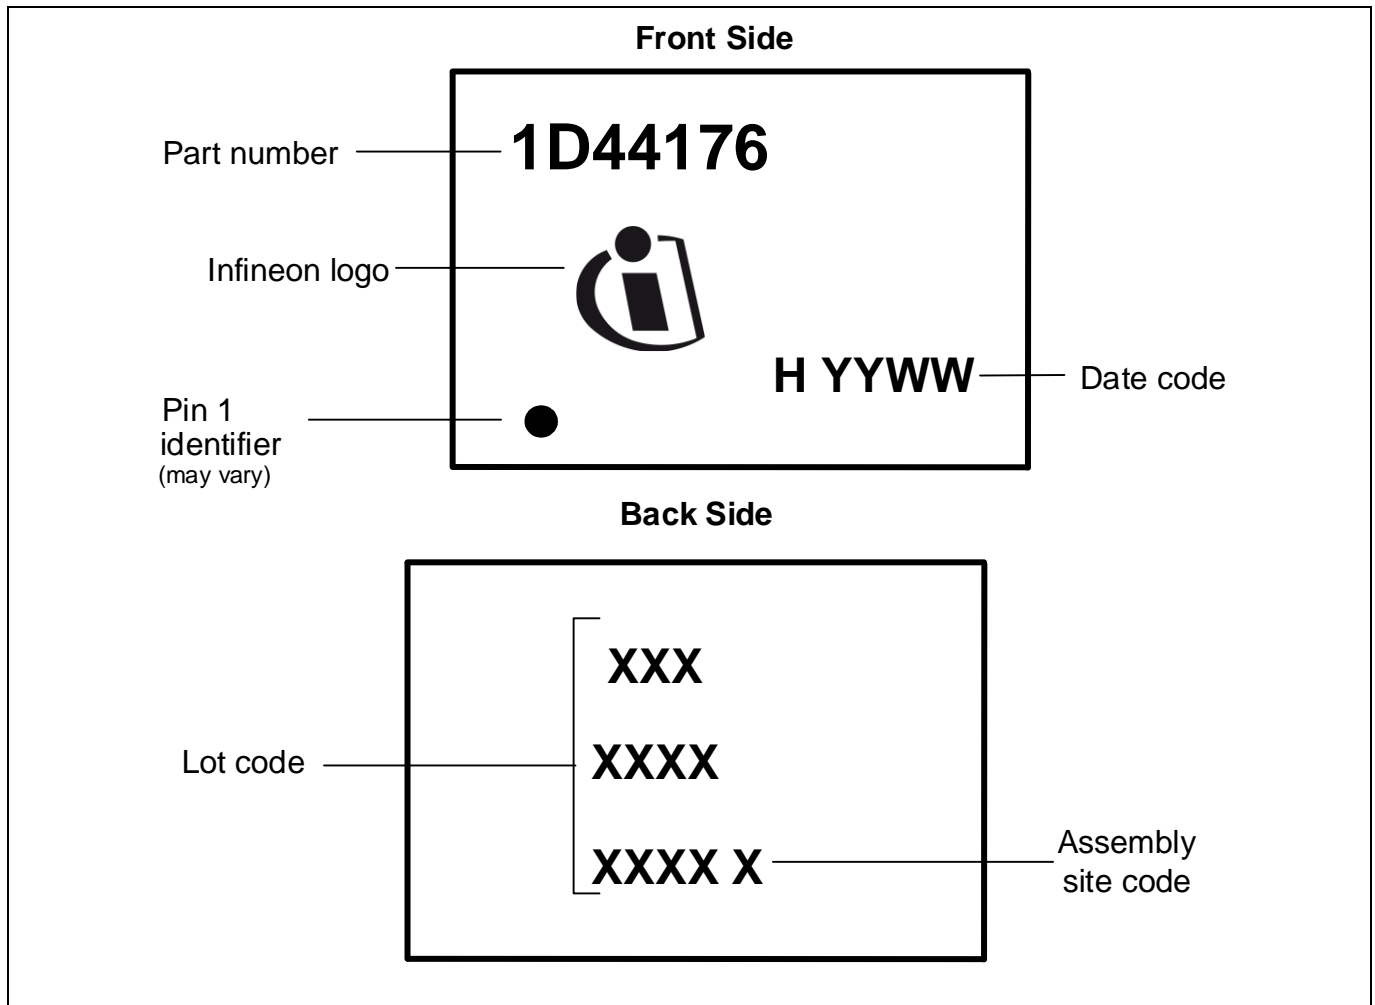 Front Side
Part number
1D44176
Infineon logo
H YYWW
Date code
Pin 1
identifier
(may vary)
Back Side
XXX
Lot code
XXXX
XXXX X
Assembly
site code